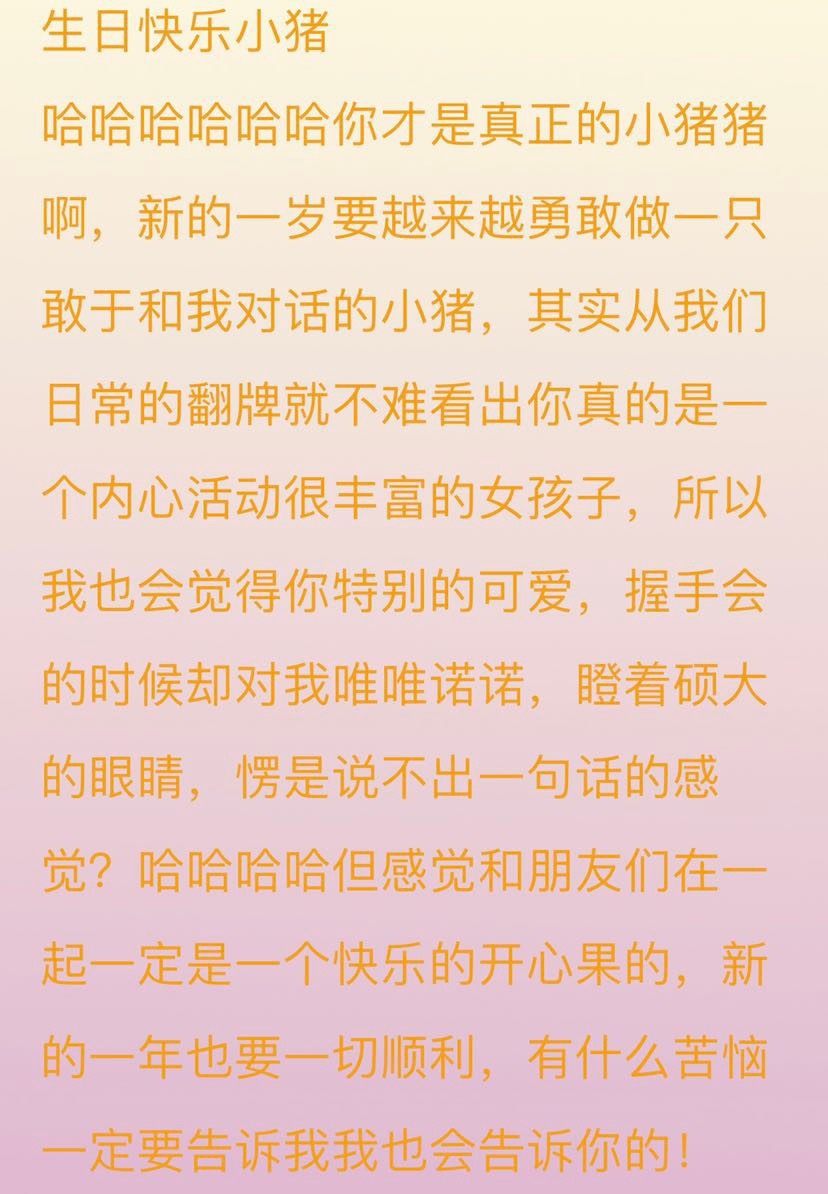 生日快乐小猪
哈哈哈哈哈哈你才是真正的小猪猪
啊，新的一岁要越来越勇敢做一只
敢于和我对话的小猪，其实从我们
日常的翻牌就不难看出你真的是一
个内心活动很丰富的女孩子，所以
我也会觉得你特别的可爱，握手会
的时候却对我唯唯诺诺，瞪着硕大
的眼睛，愣是说不出一句话的感
觉？哈哈哈哈但感觉和朋友们在一
起一定是一个快乐的开心果的，新
的一年也要一切顺利，有什么苦恼
一定要告诉我我也会告诉你的！